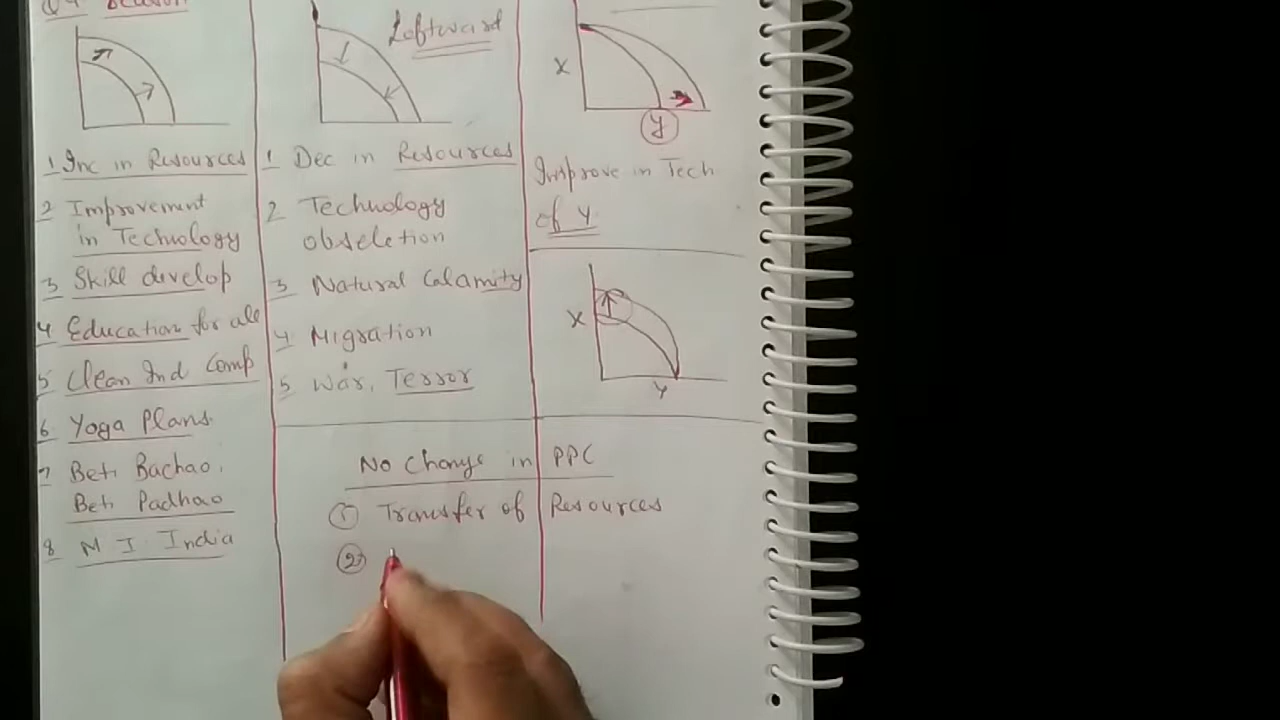 1 Inc in Resources
2 Improvement
in Technology
3 Skill develop
4 Education for all
5 Clean Ind Comp
6 Yoga Plans
7 Beti Bachao,
Beti Padhao
8 M I India
Leftward
1 Dec in Resources
2 Technology
obseletion
3 Natural Calamity
4 Migration
5 War, Terror
X
Y
Improve in Tech
of Y
X
Y
No Change in PPC
① Transfer of Resources
②